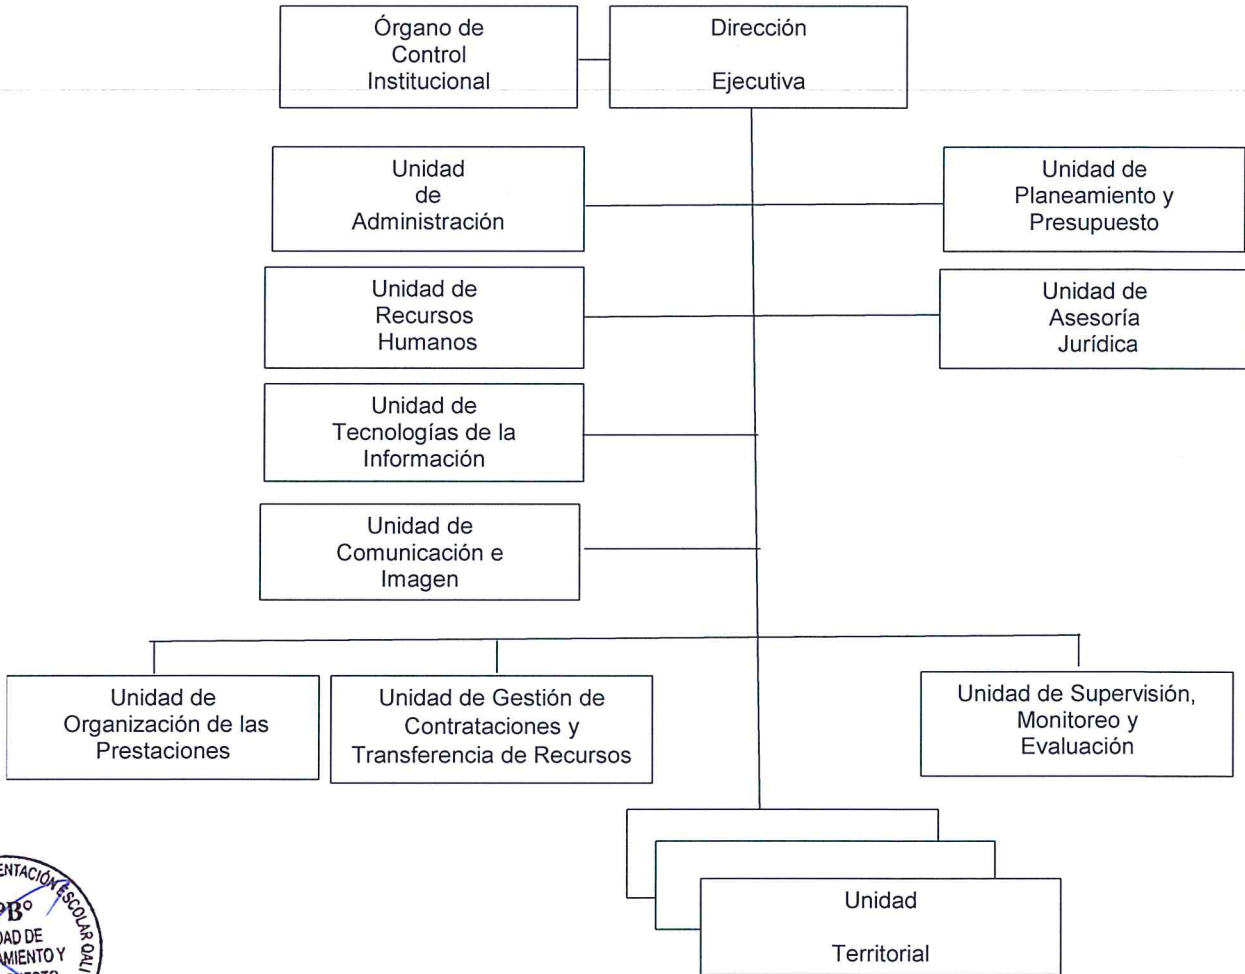 Órgano de
Control
Institucional
Dirección
Ejecutiva
Unidad
de
Administración
Unidad de
Planeamiento y
Presupuesto
Unidad de
Recursos
Humanos
Unidad de
Asesoría
Jurídica
Unidad de
Tecnologías de la
Información
Unidad de
Comunicación e
Imagen
Unidad de
Organización de las
Prestaciones
Unidad de Gestión de
Contrataciones y
Transferencia de Recursos
Unidad de Supervisión,
Monitoreo y
Evaluación
Unidad
Territorial
ESCOLAR
DE
Y